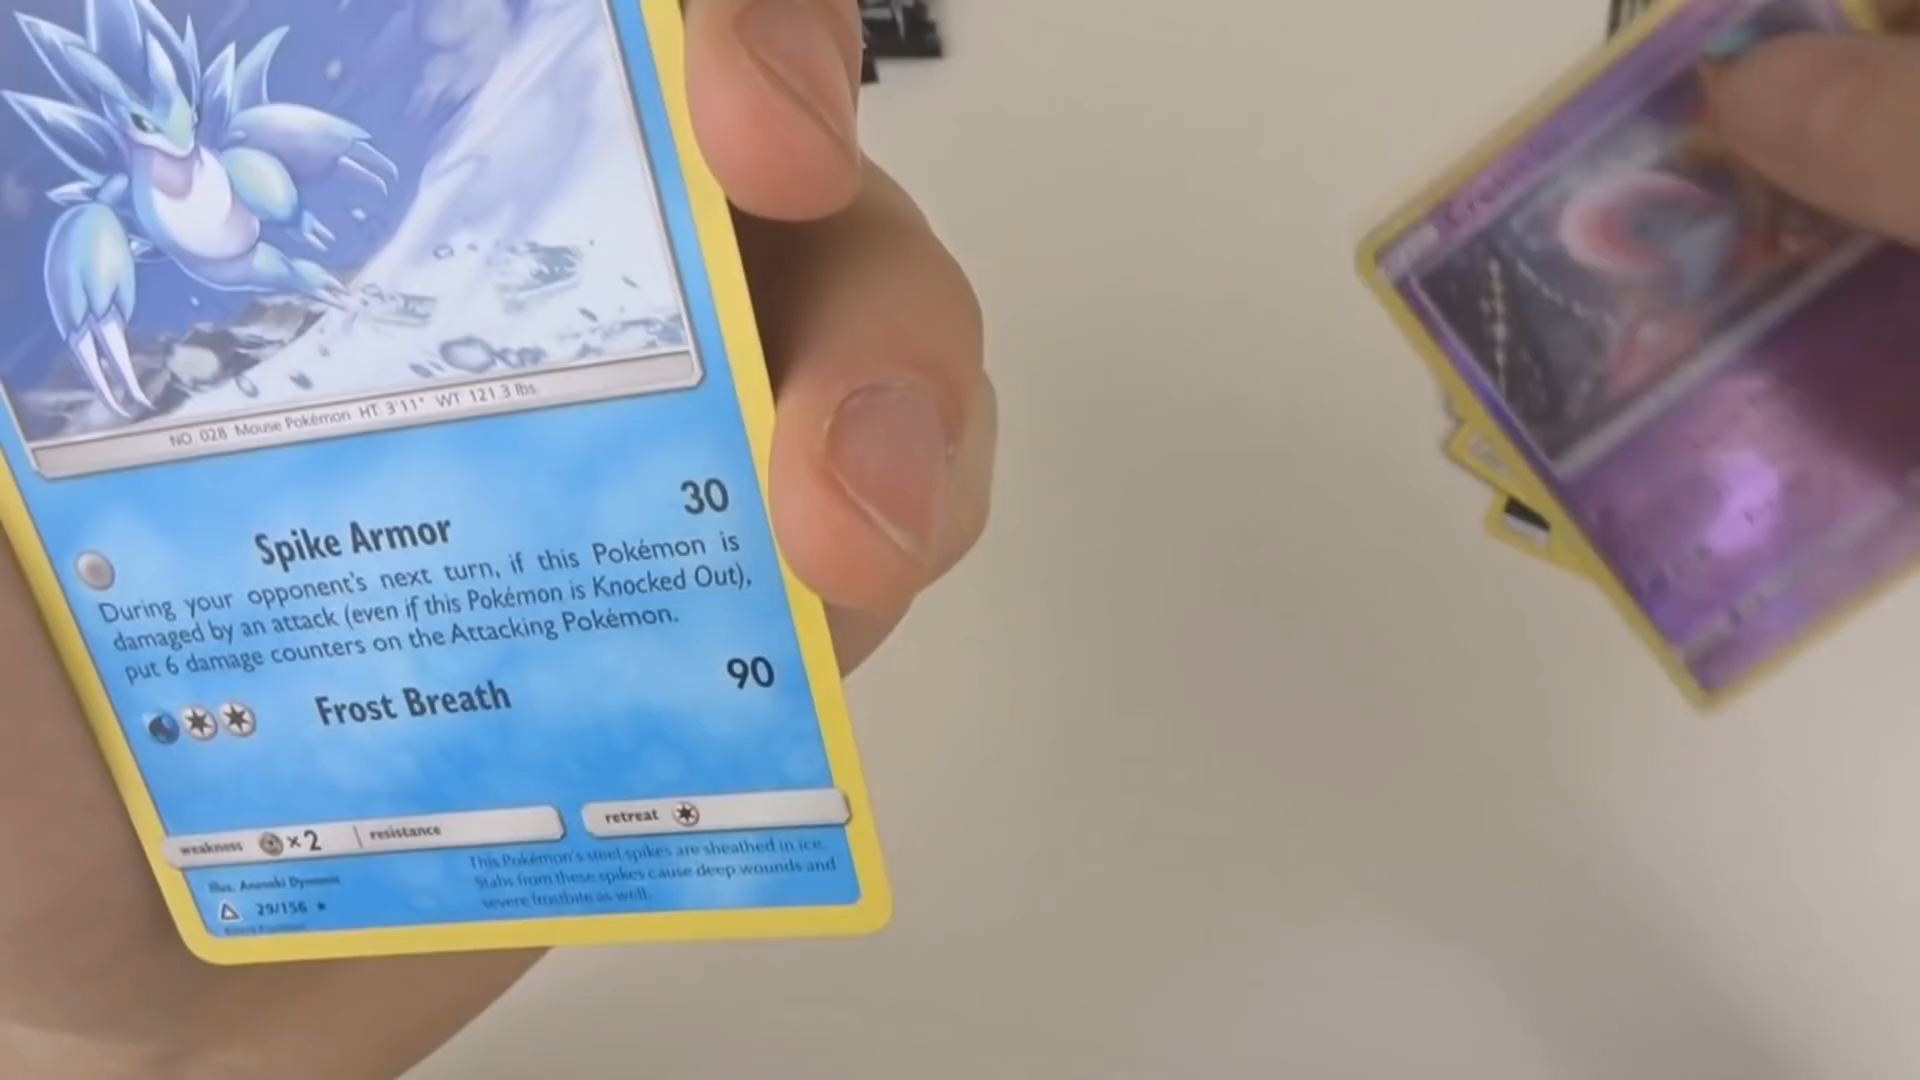 NO. 028 Mouse Pokémon HT 3'11" WT 121.3 lbs
Spike Armor 30
During your opponent's next turn, if this Pokémon is
damaged by an attack (even if this Pokémon is Knocked Out),
put 6 damage counters on the Attacking Pokémon.
Frost Breath 90
weakness ×2 resistance
retreat
This Pokémon's steel spikes are sheathed in ice.
Stabs from these spikes cause deep wounds and
severe frostbite as well.
Illus. Anesaki Dynamic
29/156